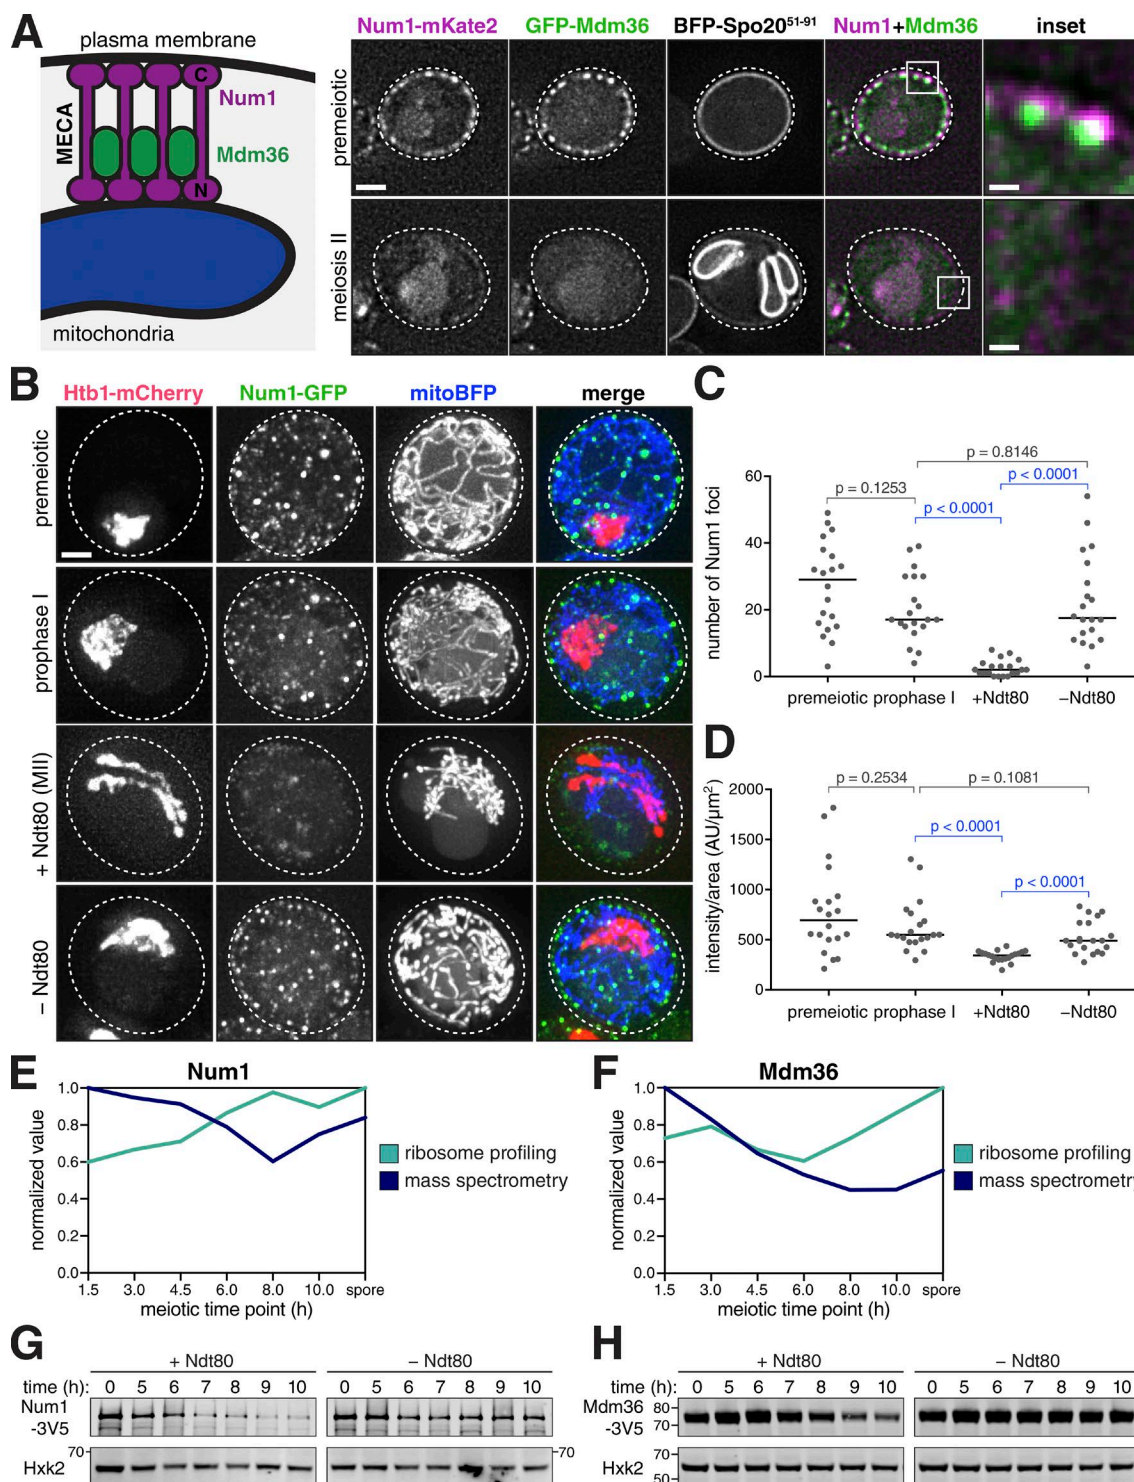 A
plasma membrane
MECA
C
Num1
Mdm36
N
mitochondria
Num1-mKate2 GFP-Mdm36 BFP-Spo20⁵¹⁻⁹¹ Num1+Mdm36 inset
premeiotic
meiosis II
B
Htb1-mCherry Num1-GFP mitoBFP merge
premeiotic
prophase I
+ Ndt80 (MII)
– Ndt80
C
number of Num1 foci
60
40
20
0
p = 0.8146
p < 0.0001
p = 0.1253
p < 0.0001
premeiotic prophase I +Ndt80 –Ndt80
D
intensity/area (AU/µm²)
2000
1500
1000
500
0
p = 0.2534 p = 0.1081
p < 0.0001
p < 0.0001
premeiotic prophase I +Ndt80 –Ndt80
E
Num1
normalized value
1.0
0.8
0.6
0.4
0.2
0.0
1.5 3.0 4.5 6.0 8.0 10.0 spore
meiotic time point (h)
ribosome profiling
mass spectrometry
F
Mdm36
normalized value
1.0
0.8
0.6
0.4
0.2
0.0
1.5 3.0 4.5 6.0 8.0 10.0 spore
meiotic time point (h)
ribosome profiling
mass spectrometry
G
+ Ndt80 – Ndt80
time (h): 0 5 6 7 8 9 10 0 5 6 7 8 9 10
Num1
-3V5
70 70
Hxk2
H
+ Ndt80 – Ndt80
time (h): 0 5 6 7 8 9 10 0 5 6 7 8 9 10
Mdm36 80
-3V5 70
70
Hxk2
50